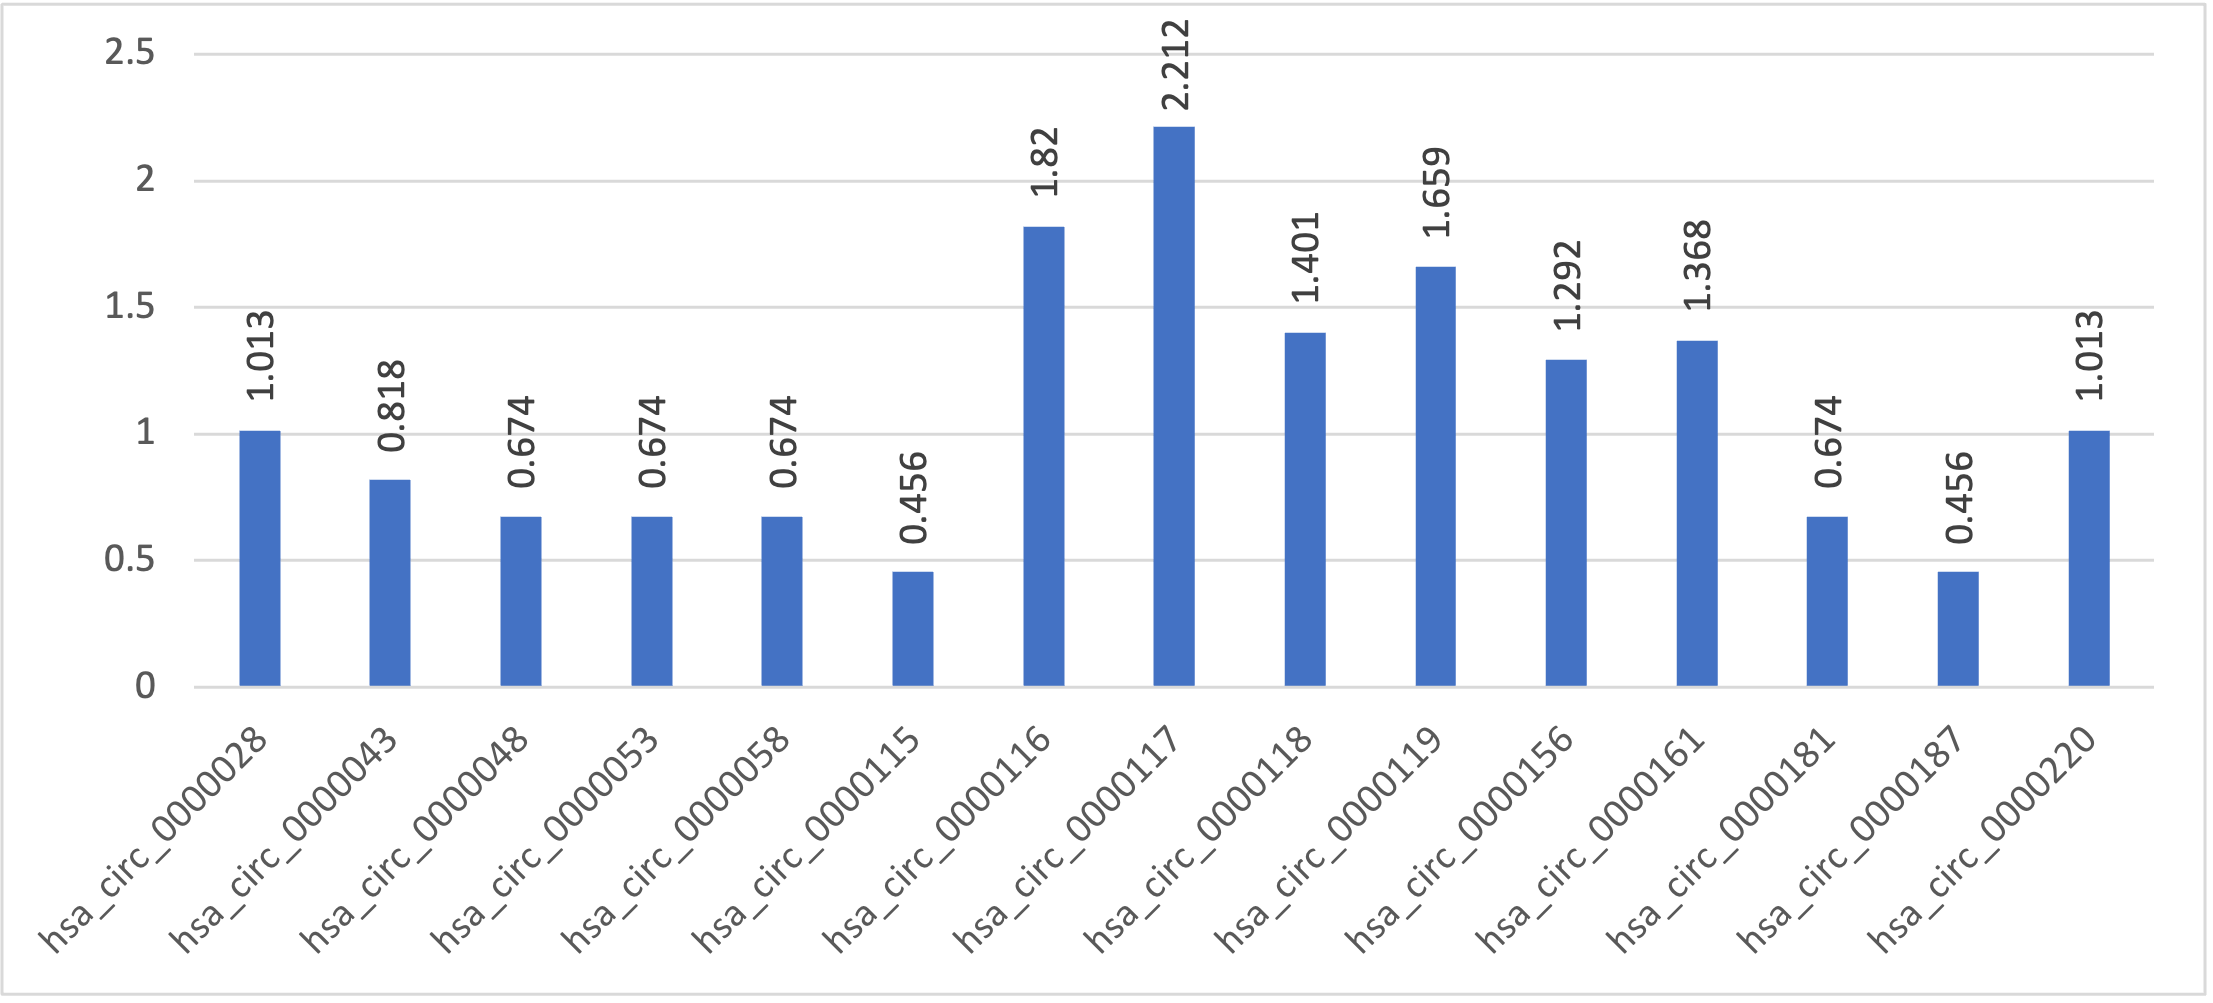 2.5
2
1.5
1
0.5
0
1.013
0.818
0.674
0.674
0.674
0.456
1.82
2.212
1.401
1.659
1.292
1.368
0.674
0.456
1.013
hsa_circ_0000028
hsa_circ_0000043
hsa_circ_0000048
hsa_circ_0000053
hsa_circ_0000058
hsa_circ_0000115
hsa_circ_0000116
hsa_circ_0000117
hsa_circ_0000118
hsa_circ_0000119
hsa_circ_0000156
hsa_circ_0000161
hsa_circ_0000181
hsa_circ_0000187
hsa_circ_0000220